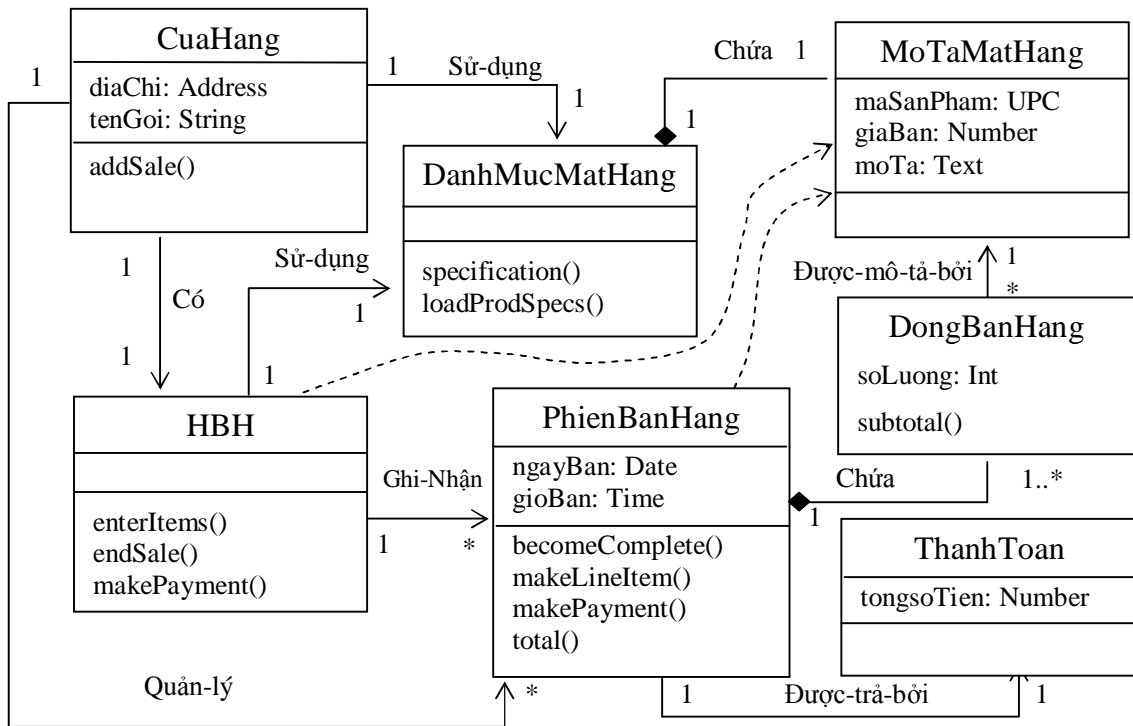 CuaHang
diaChi: Address
tenGoi: String
addSale()
1
1
Sử-dụng
1
Chứa
1
1
MoTaMatHang
maSanPham: UPC
giaBan: Number
moTa: Text
DanhMucMatHang
specification()
loadProdSpecs()
1
Có
1
Sử-dụng
1
1
Được-mô-tả-bởi
1
*
DongBanHang
soLuong: Int
subtotal()
HBH
enterItems()
endSale()
makePayment()
Ghi-Nhận
1
*
PhienBanHang
ngayBan: Date
gioBan: Time
becomeComplete()
makeLineItem()
makePayment()
total()
Chứa
1
1..*
ThanhToan
tongsoTien: Number
Quản-lý
*
1
Được-trả-bởi
1